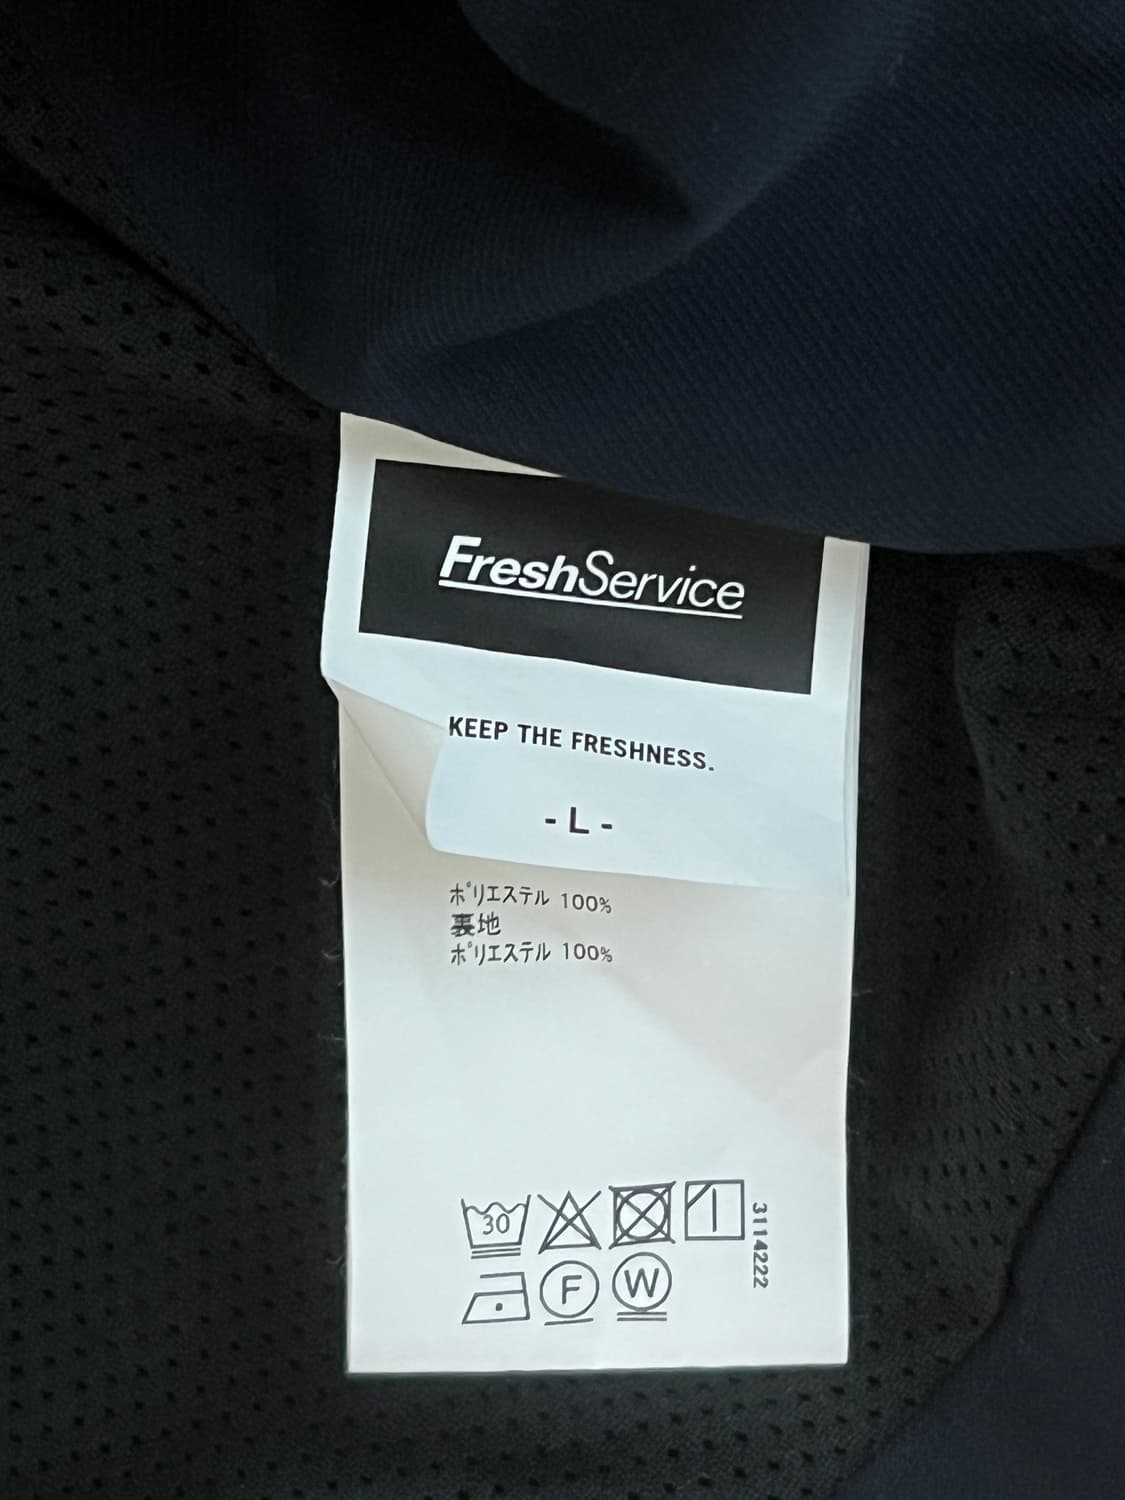 FreshService
KEEP THE FRESHNESS.
- L -
ポリエステル 100%
裏地
ポリエステル 100%
30
3114222
F
W